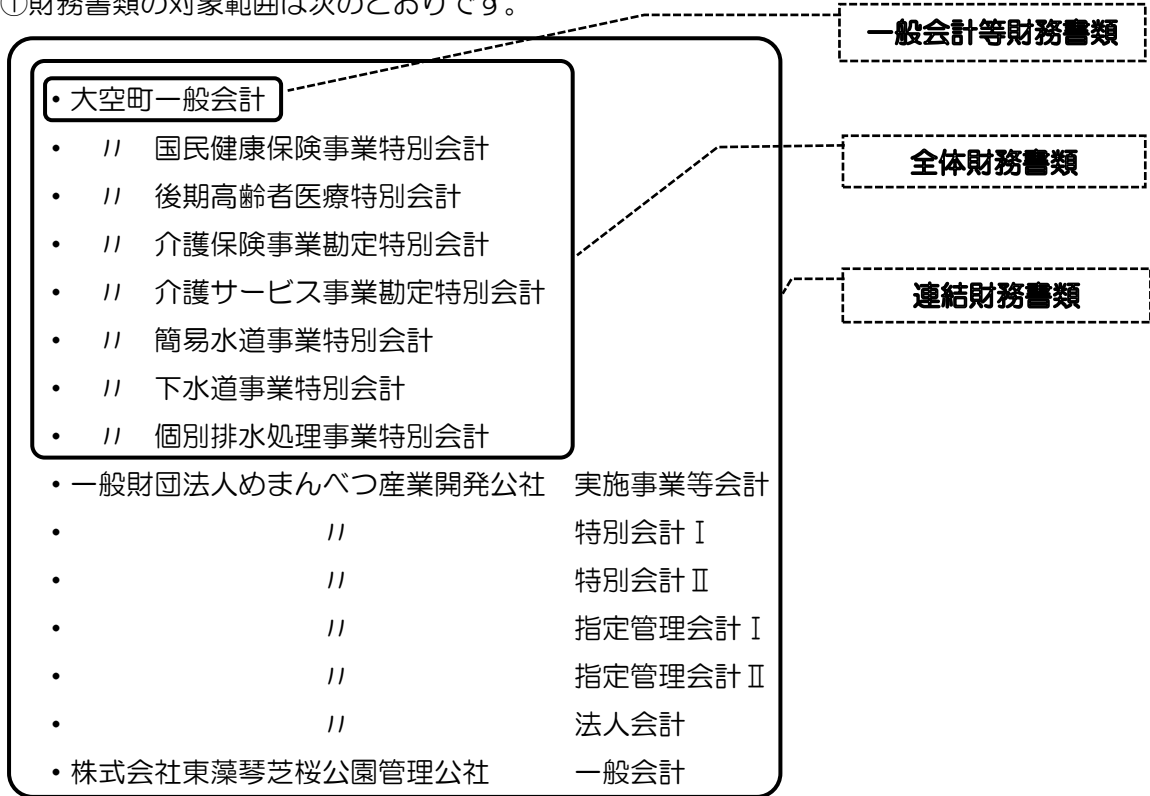 ①財務書類の対象範囲は次のとおりです。
一般会計等財務書類
・大空町一般会計
・ 〃 国民健康保険事業特別会計
・ 〃 後期高齢者医療特別会計
全体財務書類
・ 〃 介護保険事業勘定特別会計
・ 〃 介護サービス事業勘定特別会計
連結財務書類
・ 〃 簡易水道事業特別会計
・ 〃 下水道事業特別会計
・ 〃 個別排水処理事業特別会計
・一般財団法人めまんべつ産業開発公社 実施事業等会計
・ 〃 特別会計Ⅰ
・ 〃 特別会計Ⅱ
・ 〃 指定管理会計Ⅰ
・ 〃 指定管理会計Ⅱ
・ 〃 法人会計
・株式会社東藻琴芝桜公園管理公社 一般会計